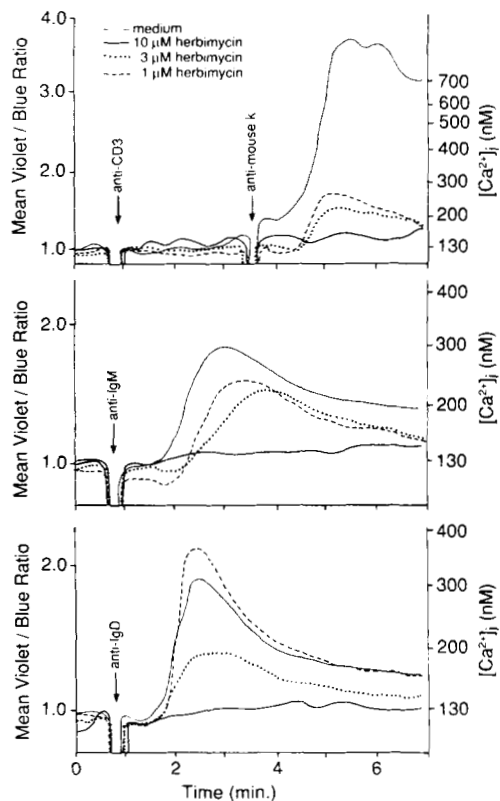 4.0
3.0
2.0
1.0
Mean Violet / Blue Ratio
medium
10 μM herbimycin
3 μM herbimycin
1 μM herbimycin
anti-CD3
anti-mouse k
700
600
500
400
300
200
130
[Ca²⁺]i (nM)
2.0
1.0
Mean Violet / Blue Ratio
anti-IgM
400
300
200
130
[Ca²⁺]i (nM)
2.0
1.0
Mean Violet / Blue Ratio
anti-IgD
400
300
200
130
[Ca²⁺]i (nM)
0 2 4 6
Time (min.)